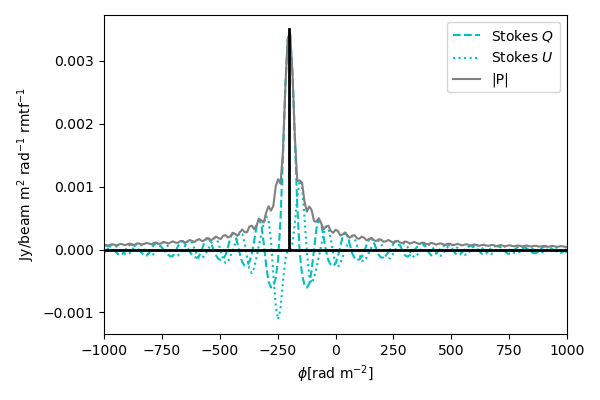 Stokes Q
Stokes U
|P|
0.003
0.002
0.001
0.000
−0.001
Jy/beam m² rad⁻¹ rmtf⁻¹
−1000 −750 −500 −250 0 250 500 750 1000
ϕ[rad m⁻²]